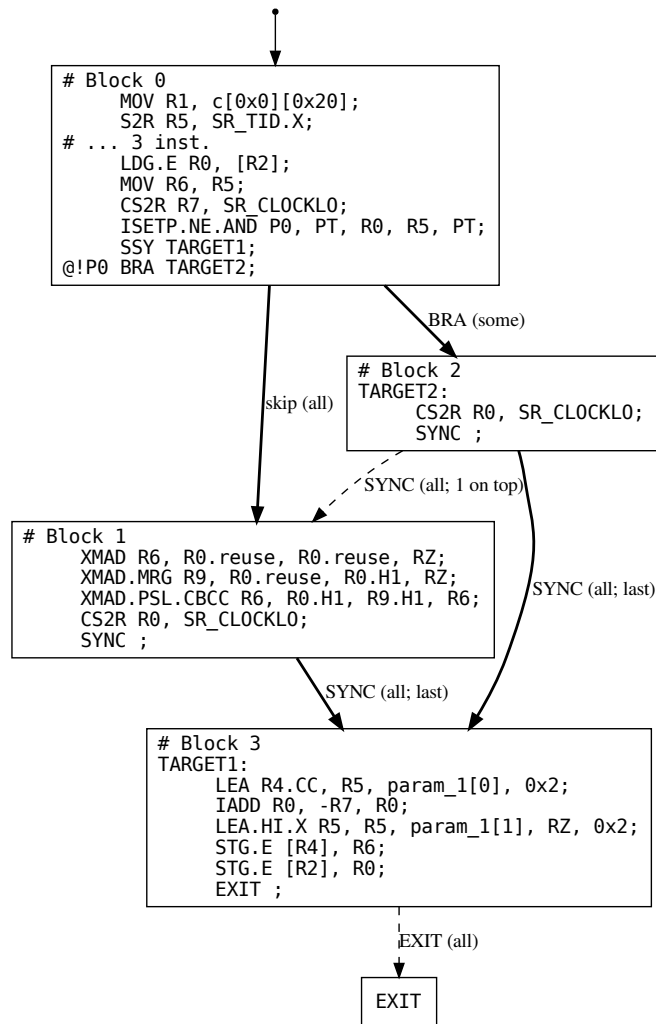 # Block 0
MOV R1, c[0x0][0x20];
S2R R5, SR_TID.X;
# ... 3 inst.
LDG.E R0, [R2];
MOV R6, R5;
CS2R R7, SR_CLOCKLO;
ISETP.NE.AND P0, PT, R0, R5, PT;
SSY TARGET1;
@!P0 BRA TARGET2;
BRA (some)
# Block 2
TARGET2:
CS2R R0, SR_CLOCKLO;
SYNC ;
skip (all)
SYNC (all; 1 on top)
# Block 1
XMAD R6, R0.reuse, R0.reuse, RZ;
XMAD.MRG R9, R0.reuse, R0.H1, RZ;
XMAD.PSL.CBCC R6, R0.H1, R9.H1, R6;
CS2R R0, SR_CLOCKLO;
SYNC ;
SYNC (all; last)
SYNC (all; last)
# Block 3
TARGET1:
LEA R4.CC, R5, param_1[0], 0x2;
IADD R0, -R7, R0;
LEA.HI.X R5, R5, param_1[1], RZ, 0x2;
STG.E [R4], R6;
STG.E [R2], R0;
EXIT ;
EXIT (all)
EXIT